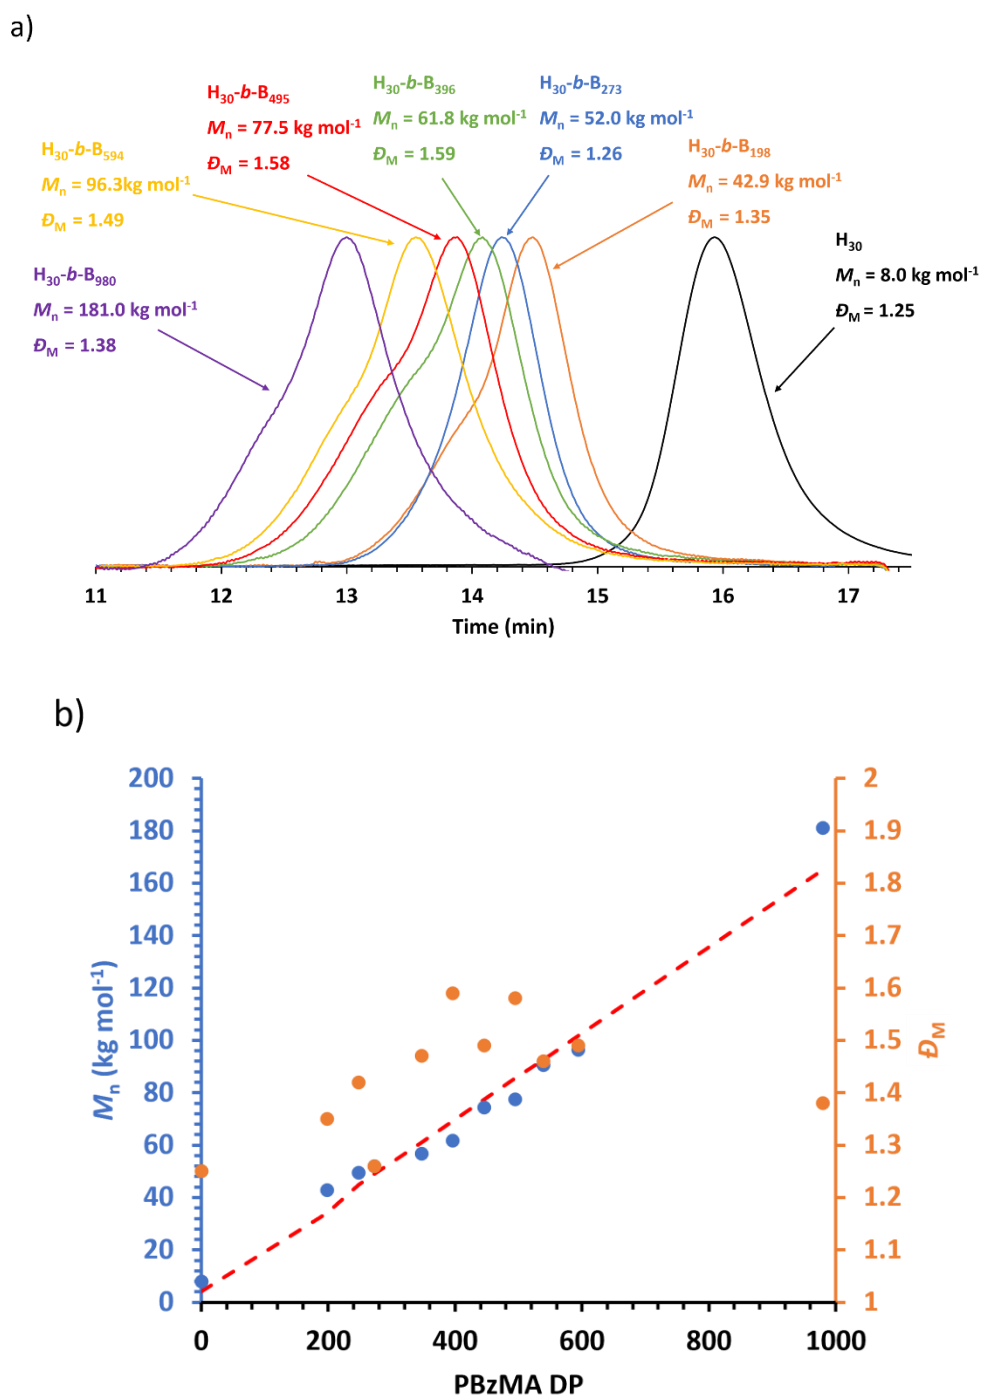 a)
H₃₀-b-B₄₉₅
Mₙ = 77.5 kg mol⁻¹
ĐM = 1.58
H₃₀-b-B₃₉₆
Mₙ = 61.8 kg mol⁻¹
ĐM = 1.59
H₃₀-b-B₂₇₃
Mₙ = 52.0 kg mol⁻¹
ĐM = 1.26
H₃₀-b-B₅₉₄
Mₙ = 96.3kg mol⁻¹
ĐM = 1.49
H₃₀-b-B₁₉₈
Mₙ = 42.9 kg mol⁻¹
ĐM = 1.35
H₃₀
Mₙ = 8.0 kg mol⁻¹
ĐM = 1.25
H₃₀-b-B₉₈₀
Mₙ = 181.0 kg mol⁻¹
ĐM = 1.38
11 12 13 14 15 16 17
Time (min)
b)
200
180
160
140
120
100
80
60
40
20
0
Mₙ (kg mol⁻¹)
2
1.9
1.8
1.7
1.6
1.5
1.4
1.3
1.2
1.1
1
ĐM
0 200 400 600 800 1000
PBzMA DP